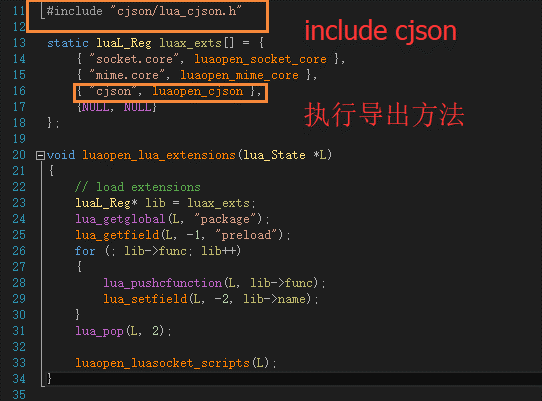 11 #include "cjson/lua_cjson.h"
include cjson
12
13 static luaL_Reg luax_exts[] = {
14 { "socket.core", luaopen_socket_core },
15 { "mime.core", luaopen_mime_core },
16 { "cjson", luaopen_cjson },
执行导出方法
17 {NULL, NULL}
18 };
19
20 void luaopen_lua_extensions(lua_State *L)
21 {
22 // load extensions
23 luaL_Reg* lib = luax_exts;
24 lua_getglobal(L, "package");
25 lua_getfield(L, -1, "preload");
26 for (; lib->func; lib++)
27 {
28 lua_pushcfunction(L, lib->func);
29 lua_setfield(L, -2, lib->name);
30 }
31 lua_pop(L, 2);
32
33 luaopen_luasocket_scripts(L);
34 }
35